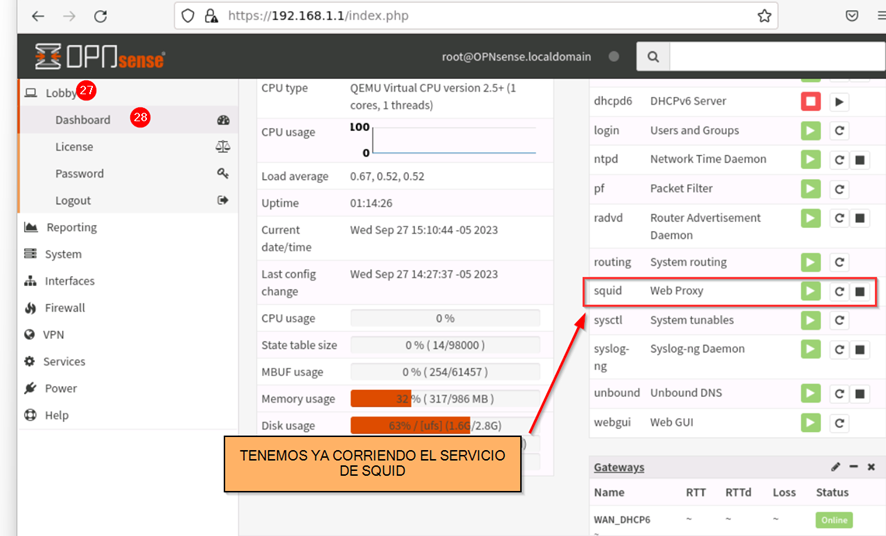 https://192.168.1.1/index.php
OPNsense®
root@OPNsense.localdomain
Lobby 27
Dashboard 28
License
Password
Logout
Reporting
System
Interfaces
Firewall
VPN
Services
Power
Help
CPU type QEMU Virtual CPU version 2.5+ (1
cores, 1 threads)
CPU usage 100
0
Load average 0.67, 0.52, 0.52
Uptime 01:14:26
Current Wed Sep 27 15:10:44 -05 2023
date/time
Last config Wed Sep 27 14:27:37 -05 2023
change
CPU usage 0 %
State table size 0 % ( 14/98000 )
MBUF usage 0 % ( 254/61457 )
Memory usage 32 % ( 317/986 MB )
Disk usage 63% / [ufs] (1.6G/2.8G)
)
TENEMOS YA CORRIENDO EL SERVICIO
DE SQUID
dhcpd6 DHCPv6 Server
login Users and Groups
ntpd Network Time Daemon
pf Packet Filter
radvd Router Advertisement
Daemon
routing System routing
squid Web Proxy
sysctl System tunables
syslog- Syslog-ng Daemon
ng
unbound Unbound DNS
webgui Web GUI
Gateways
Name RTT RTTd Loss Status
WAN_DHCP6 ~ ~ ~ Online
~